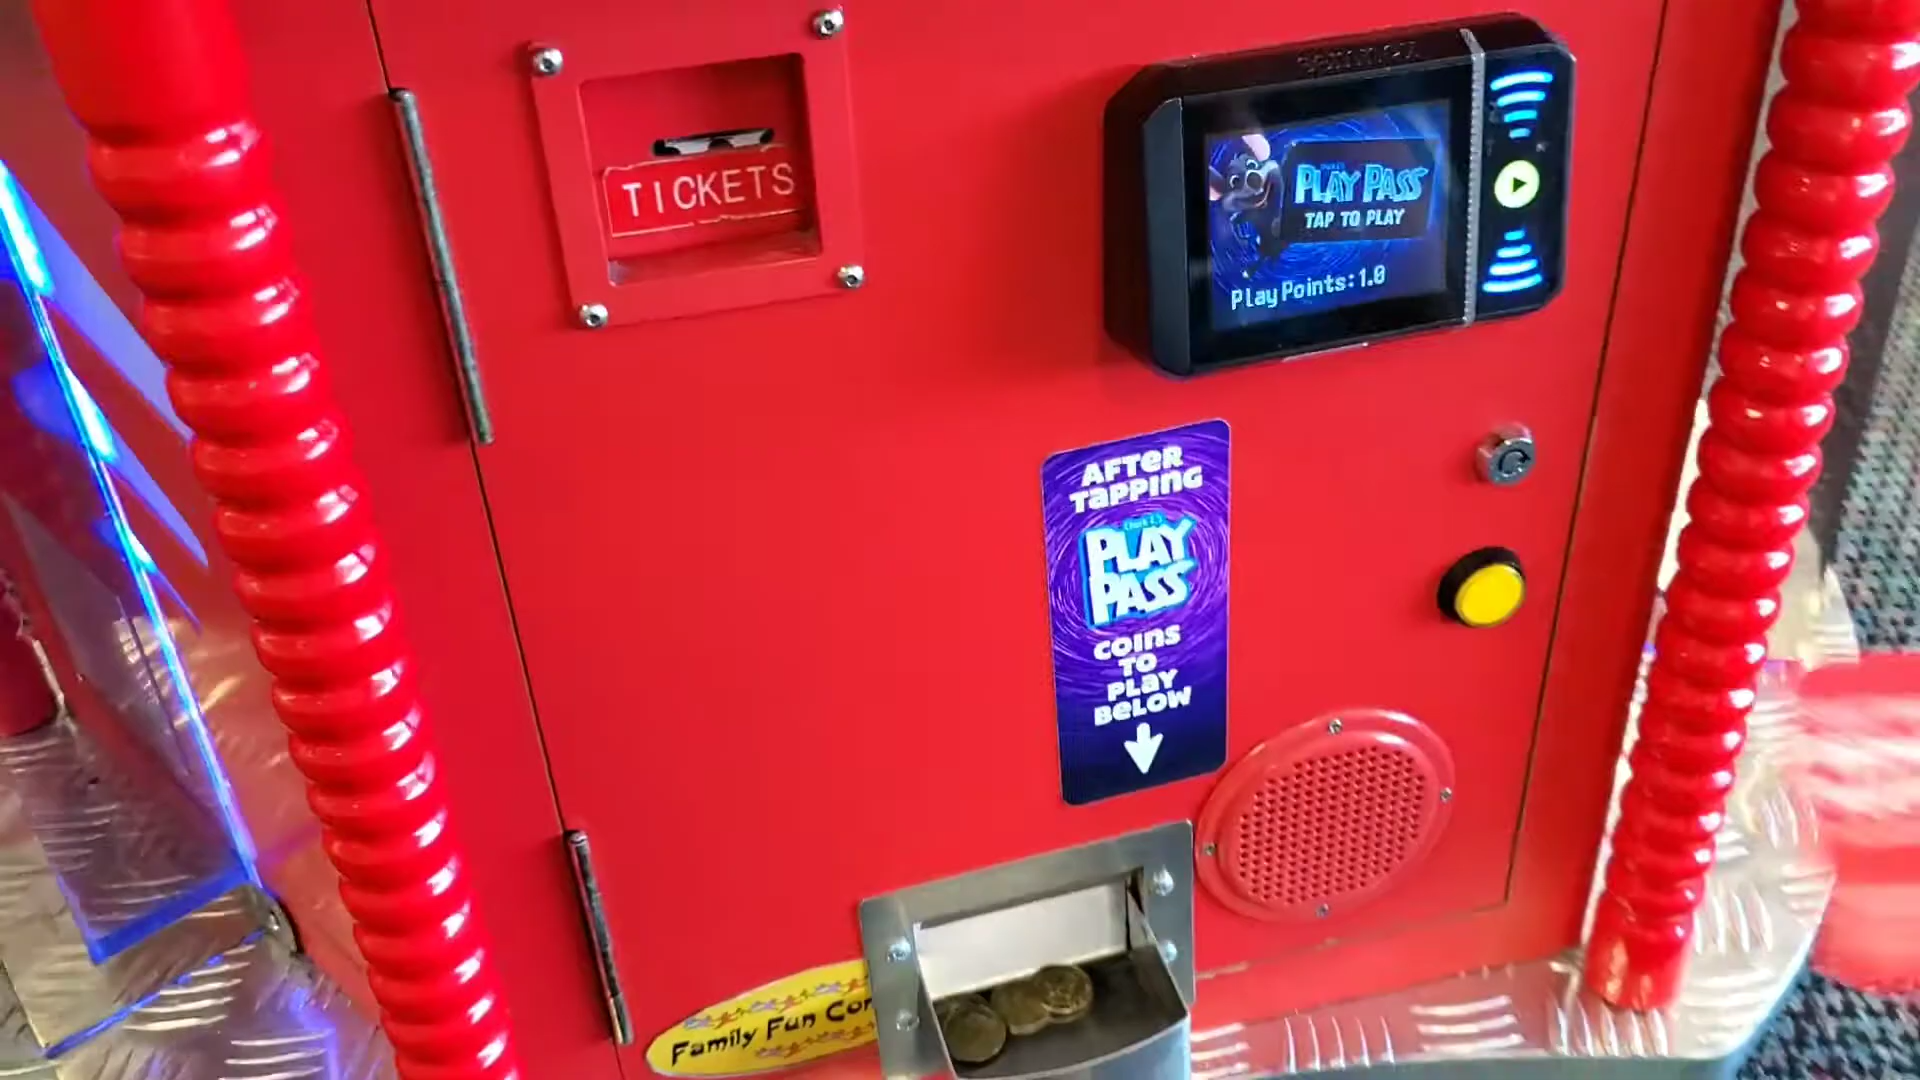 TICKETS
PLAY PASS
TAP TO PLAY
Play Points:1.0
AFTER
TAPPING
PLAY
PASS
COINS
TO
PLAY
BELOW
Family Fun